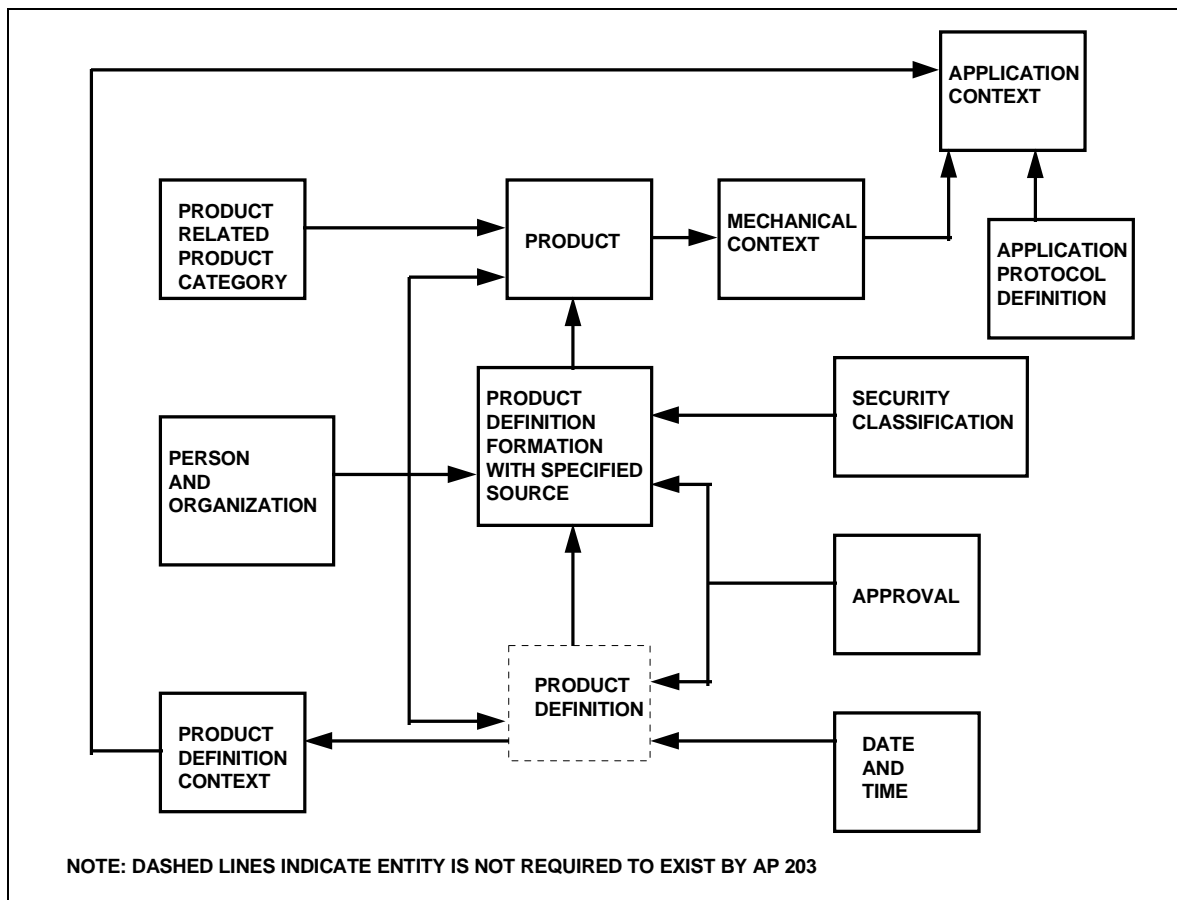 APPLICATION
CONTEXT
PRODUCT
RELATED
PRODUCT
CATEGORY
PRODUCT
MECHANICAL
CONTEXT
APPLICATION
PROTOCOL
DEFINITION
PERSON
AND
ORGANIZATION
PRODUCT
DEFINITION
FORMATION
WITH SPECIFIED
SOURCE
SECURITY
CLASSIFICATION
APPROVAL
PRODUCT
DEFINITION
CONTEXT
PRODUCT
DEFINITION
DATE
AND
TIME
NOTE: DASHED LINES INDICATE ENTITY IS NOT REQUIRED TO EXIST BY AP 203